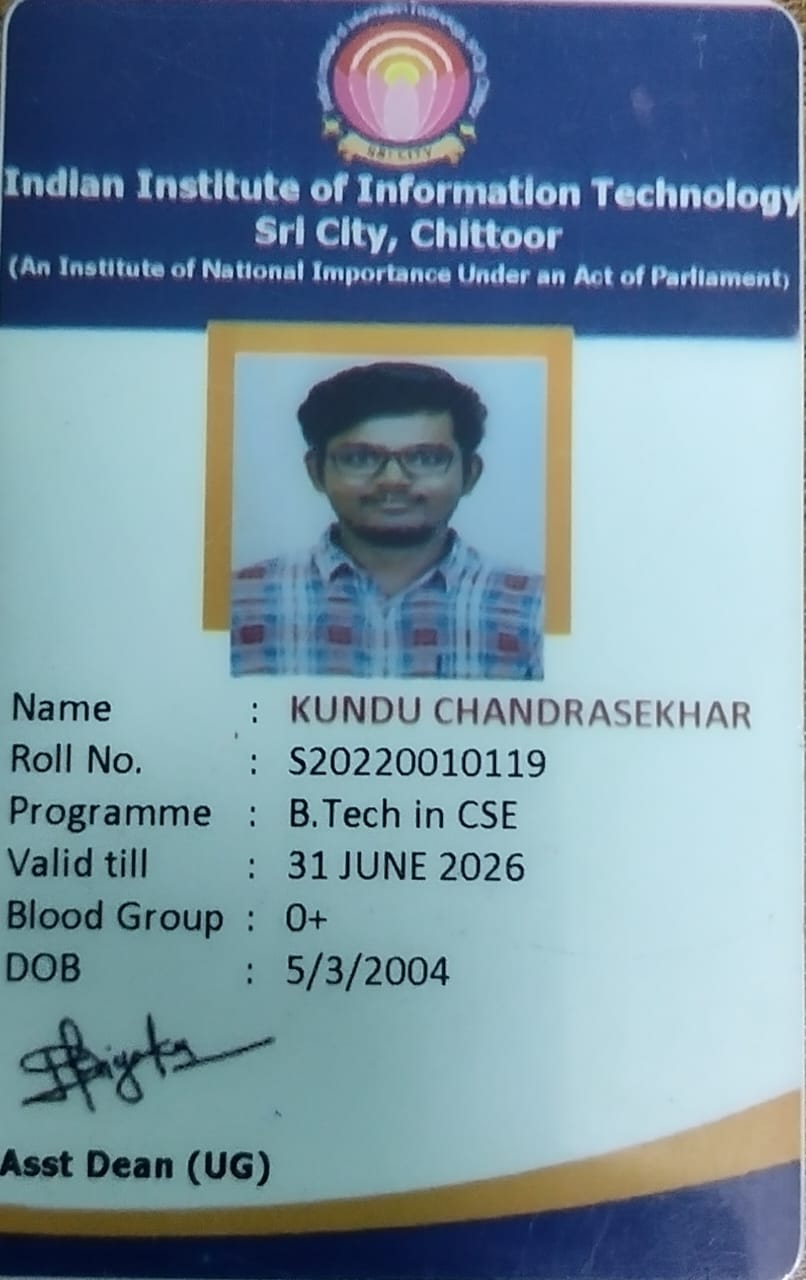 SRI CITY
Indian Institute of Information Technology
Sri City, Chittoor
(An Institute of National Importance Under an Act of Parliament)
Name : KUNDU CHANDRASEKHAR
Roll No. : S20220010119
Programme : B.Tech in CSE
Valid till : 31 JUNE 2026
Blood Group : O+
DOB : 5/3/2004
Asst Dean (UG)